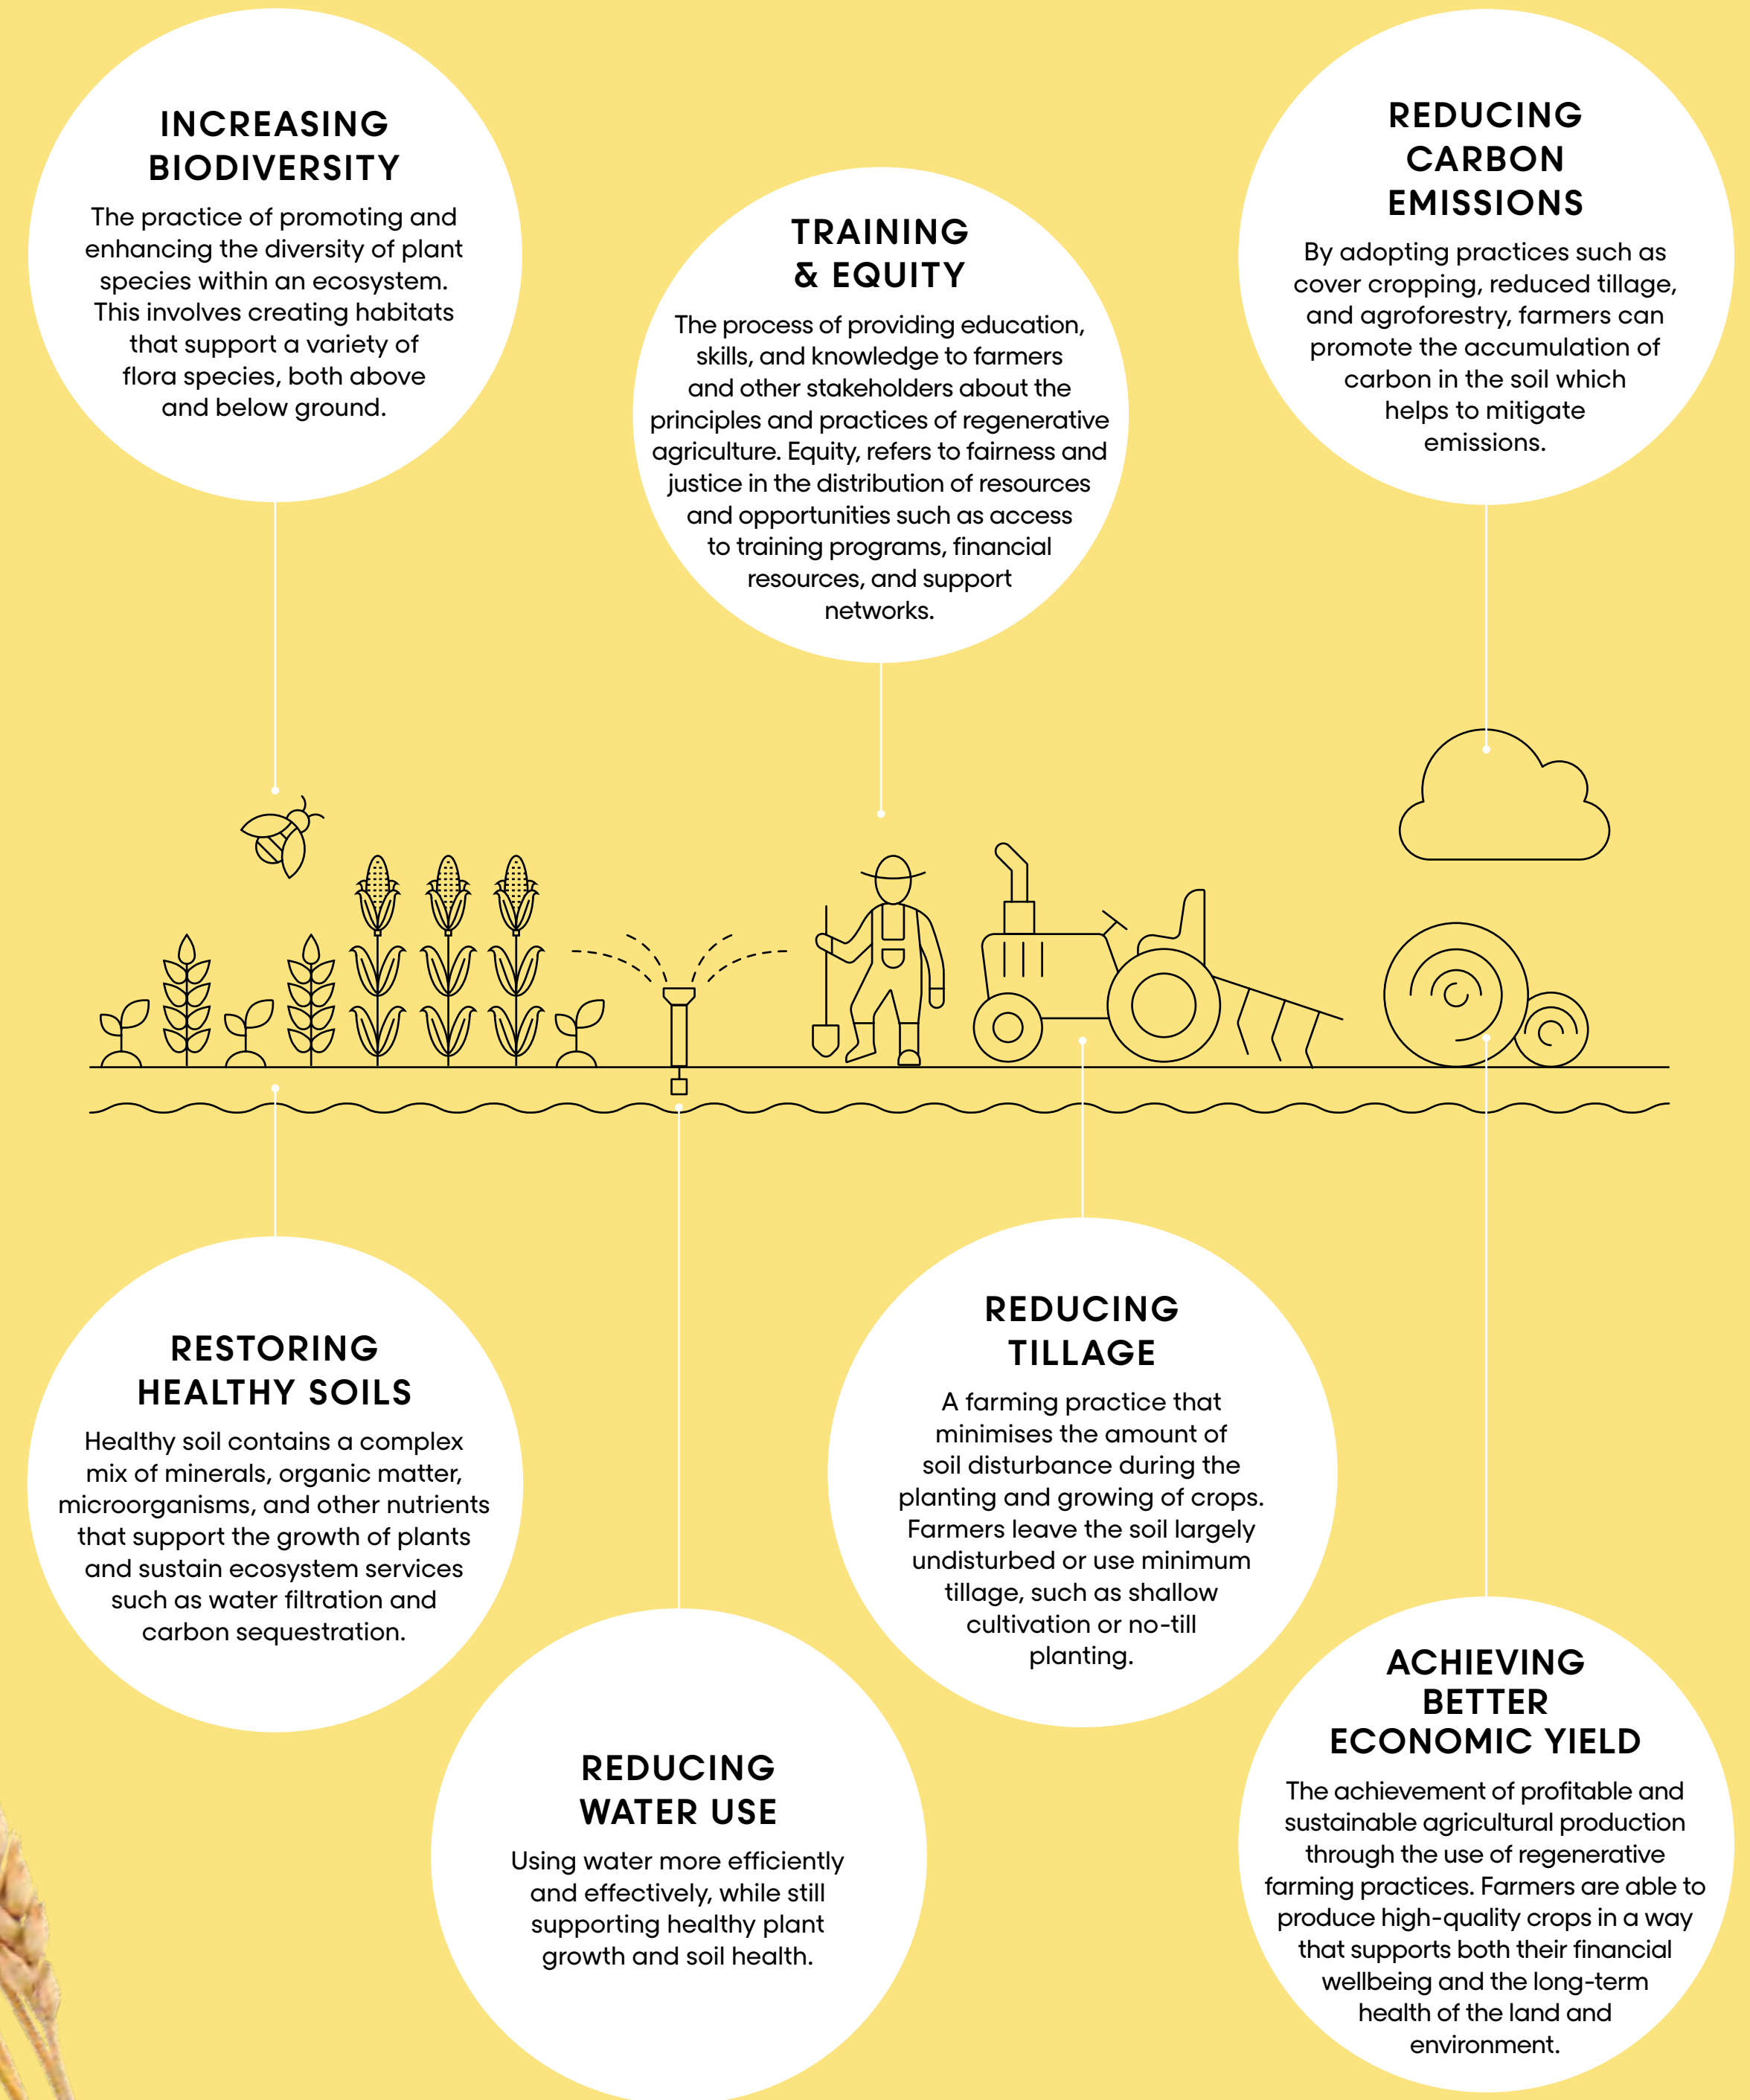 INCREASING
BIODIVERSITY
The practice of promoting and
enhancing the diversity of plant
species within an ecosystem.
This involves creating habitats
that support a variety of
flora species, both above
and below ground.
TRAINING
& EQUITY
The process of providing education,
skills, and knowledge to farmers
and other stakeholders about the
principles and practices of regenerative
agriculture. Equity, refers to fairness and
justice in the distribution of resources
and opportunities such as access
to training programs, financial
resources, and support
networks.
REDUCING
CARBON
EMISSIONS
By adopting practices such as
cover cropping, reduced tillage,
and agroforestry, farmers can
promote the accumulation of
carbon in the soil which
helps to mitigate
emissions.
RESTORING
HEALTHY SOILS
Healthy soil contains a complex
mix of minerals, organic matter,
microorganisms, and other nutrients
that support the growth of plants
and sustain ecosystem services
such as water filtration and
carbon sequestration.
REDUCING
WATER USE
Using water more efficiently
and effectively, while still
supporting healthy plant
growth and soil health.
REDUCING
TILLAGE
A farming practice that
minimises the amount of
soil disturbance during the
planting and growing of crops.
Farmers leave the soil largely
undisturbed or use minimum
tillage, such as shallow
cultivation or no-till
planting.
ACHIEVING
BETTER
ECONOMIC YIELD
The achievement of profitable and
sustainable agricultural production
through the use of regenerative
farming practices. Farmers are able to
produce high-quality crops in a way
that supports both their financial
wellbeing and the long-term
health of the land and
environment.